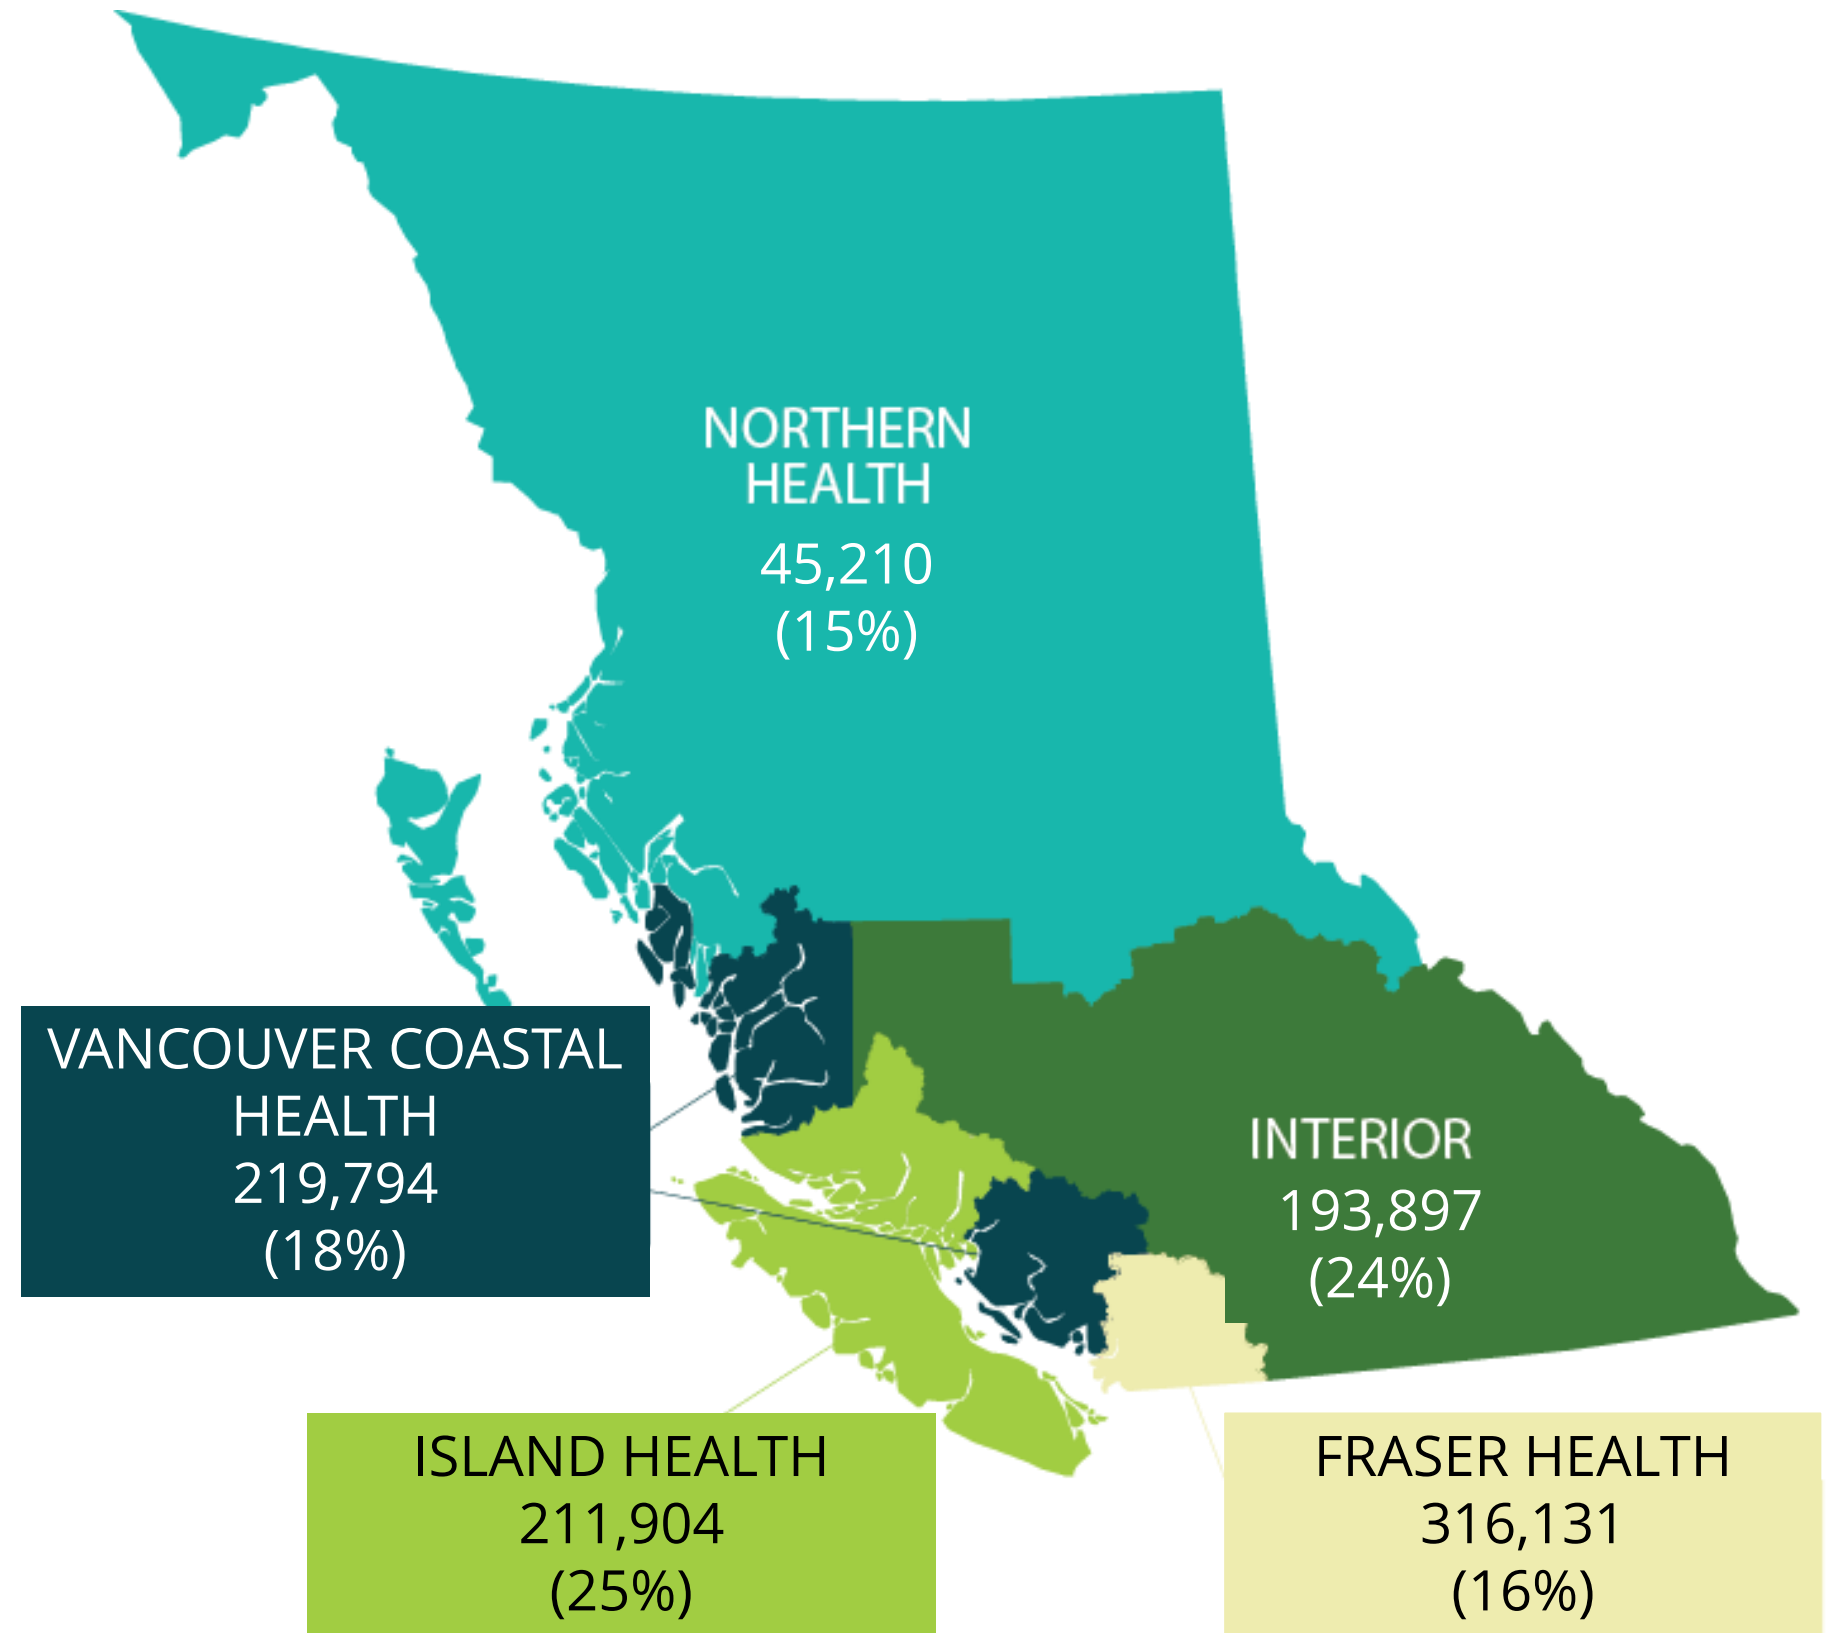 NORTHERN
HEALTH
45,210
(15%)
VANCOUVER COASTAL
HEALTH
219,794
(18%)
INTERIOR
193,897
(24%)
ISLAND HEALTH
211,904
(25%)
FRASER HEALTH
316,131
(16%)